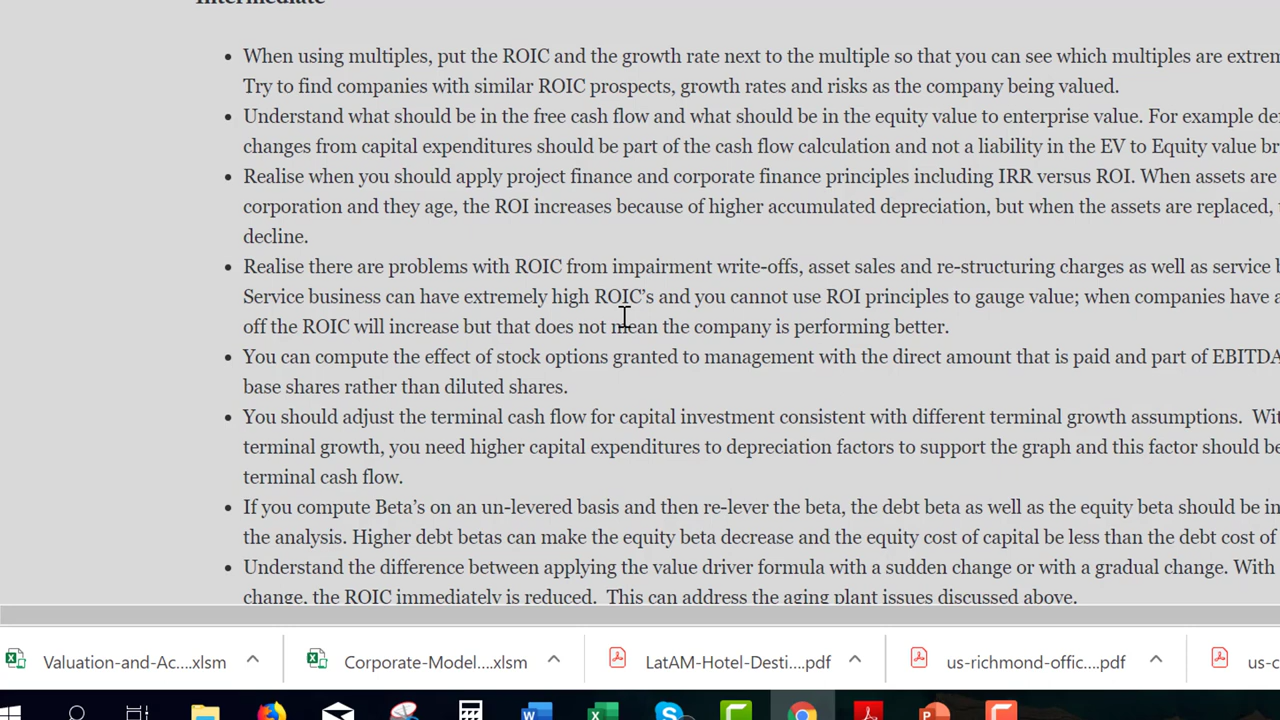 Intermediate
When using multiples, put the ROIC and the growth rate next to the multiple so that you can see which multiples are
Try to find companies with similar ROIC prospects, growth rates and risks as the company being valued.
Understand what should be in the free cash flow and what should be in the equity value to enterprise value. For example
changes from capital expenditures should be part of the cash flow calculation and not a liability in the EV to Equity value
Realise when you should apply project finance and corporate finance principles including IRR versus ROI. When assets are
corporation and they age, the ROI increases because of higher accumulated depreciation, but when the assets are replaced,
decline.
Realise there are problems with ROIC from impairment write-offs, asset sales and re-structuring charges as well as service
Service business can have extremely high ROIC's and you cannot use ROI principles to gauge value; when companies have
off the ROIC will increase but that does not mean the company is performing better.
You can compute the effect of stock options granted to management with the direct amount that is paid and part of EBITDA
base shares rather than diluted shares.
You should adjust the terminal cash flow for capital investment consistent with different terminal growth assumptions.
terminal growth, you need higher capital expenditures to depreciation factors to support the graph and this factor should
terminal cash flow.
If you compute Beta's on an un-levered basis and then re-lever the beta, the debt beta as well as the equity beta should be
the analysis. Higher debt betas can make the equity beta decrease and the equity cost of capital be less than the debt cost of
Understand the difference between applying the value driver formula with a sudden change or with a gradual change. With
change, the ROIC immediately is reduced. This can address the aging plant issues discussed above.
Valuation-and-Ac....xlsm Corporate-Model....xlsm LatAM-Hotel-Desti....pdf us-richmond-offic....pdf us-c